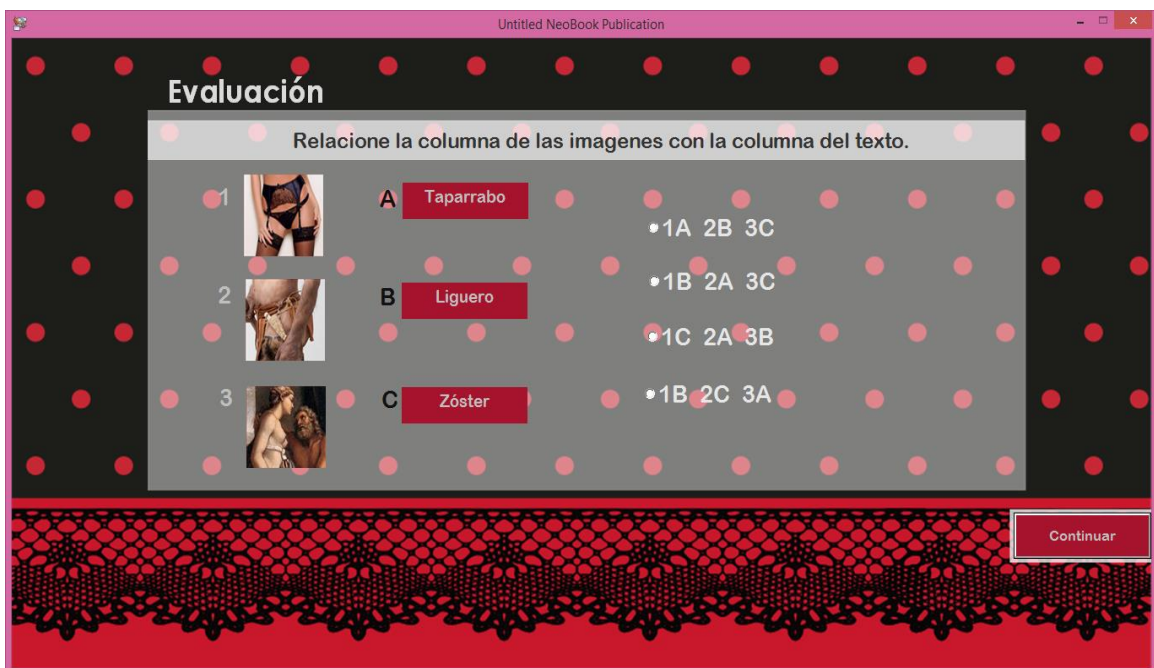 Untitled NeoBook Publication
Evaluación
Relacione la columna de las imagenes con la columna del texto.
1
A Taparrabo
1A 2B 3C
2
B Liguero
1B 2A 3C
1C 2A 3B
3
C Zóster
1B 2C 3A
Continuar